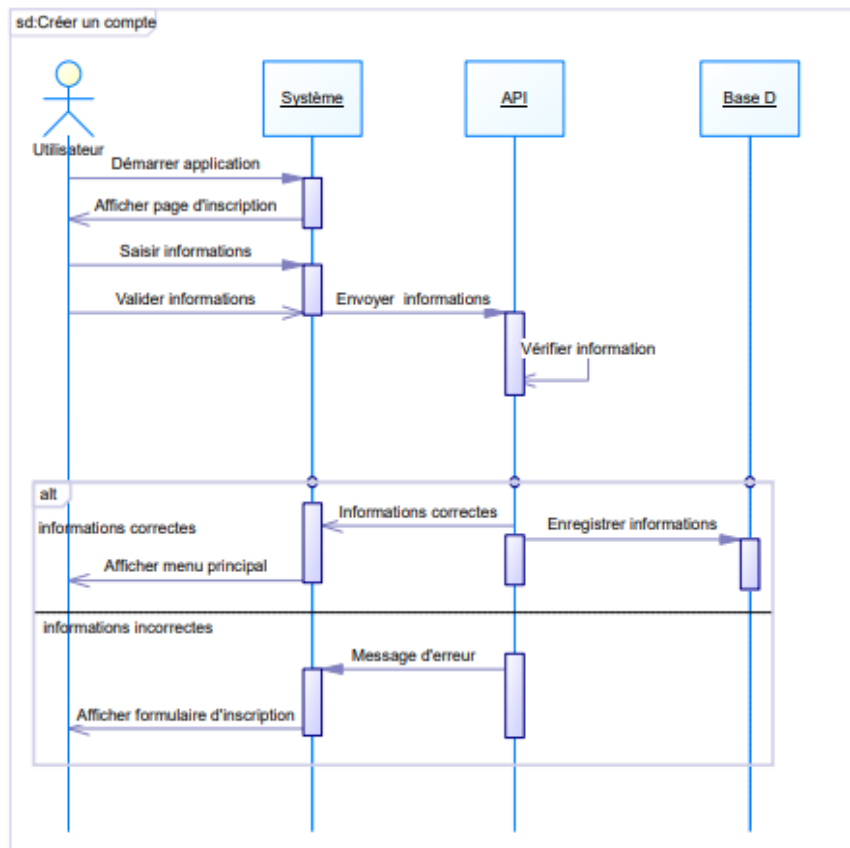 sd:Créer un compte
Système
API
Base D
Utilisateur
Démarrer application
Afficher page d'inscription
Saisir informations
Valider informations
Envoyer informations
Vérifier information
alt
Informations correctes
informations correctes
Enregistrer informations
Afficher menu principal
informations incorrectes
Message d'erreur
Afficher formulaire d'inscription